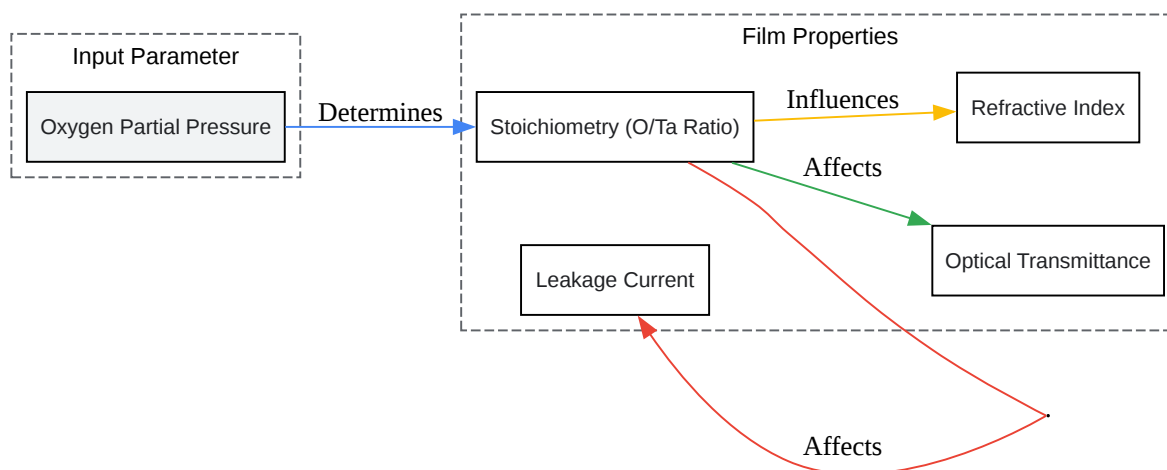 Input Parameter
Oxygen Partial Pressure
Determines
Film Properties
Stoichiometry (O/Ta Ratio)
Influences
Refractive Index
Affects
Optical Transmittance
Leakage Current
Affects